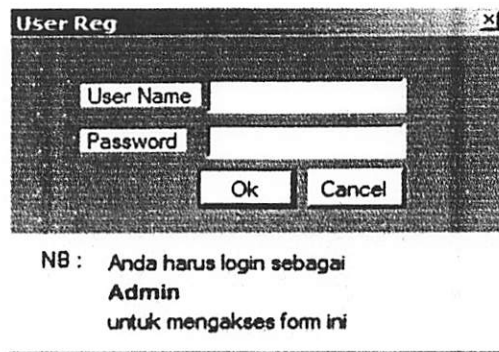 User Reg
User Name
Password
Ok Cancel
NB : Anda harus login sebagai
Admin
untuk mengakses form ini